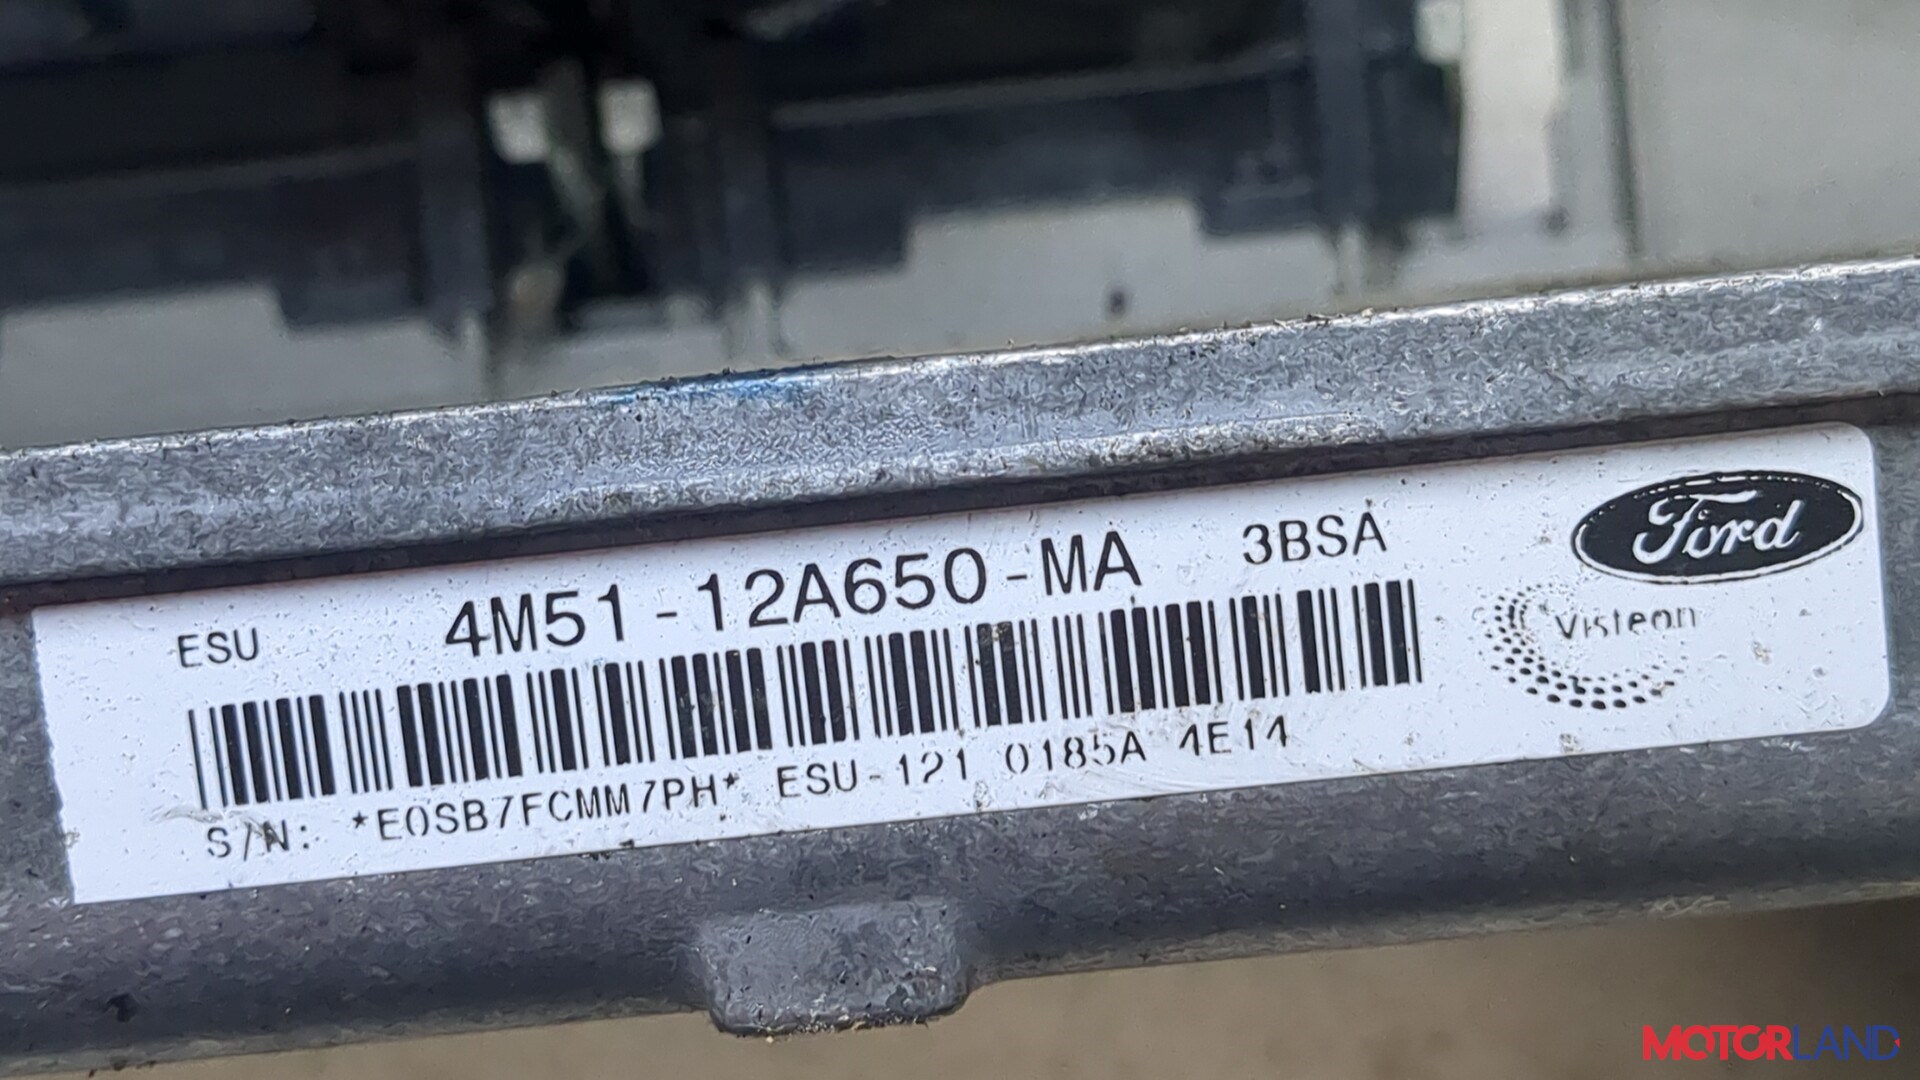 4M51-12A650-MA 3BSA
Ford
ESU
Visteon
S/N: *E0SB7FCMM7PH* ESU-121 0185A 4E14
MOTORLAND